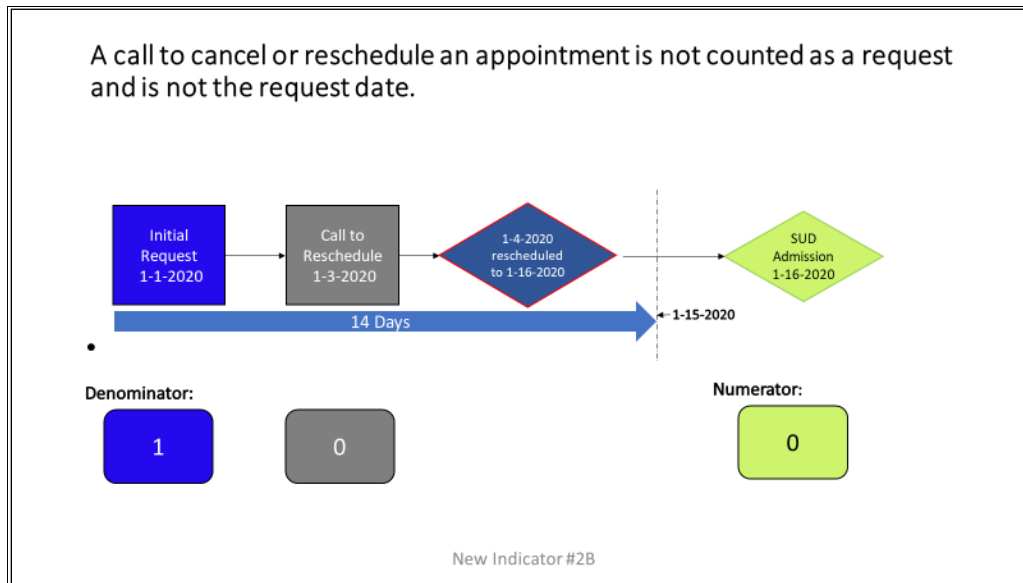 A call to cancel or reschedule an appointment is not counted as a request
and is not the request date.
Initial
Request
1-1-2020
Call to
Reschedule
1-3-2020
1-4-2020
rescheduled
to 1-16-2020
SUD
Admission
1-16-2020
14 Days
1-15-2020
•
Denominator:
Numerator:
1
0
0
New Indicator #2B